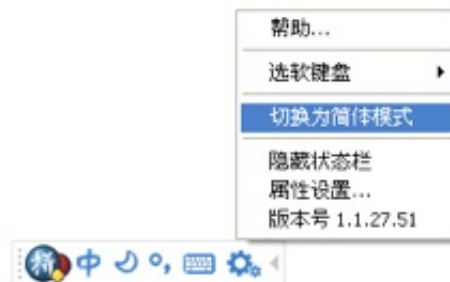 帮助...
选软键盘
切换为简体模式
隐藏状态栏
属性设置...
版本号 1.1.27.51
拼 中 °,